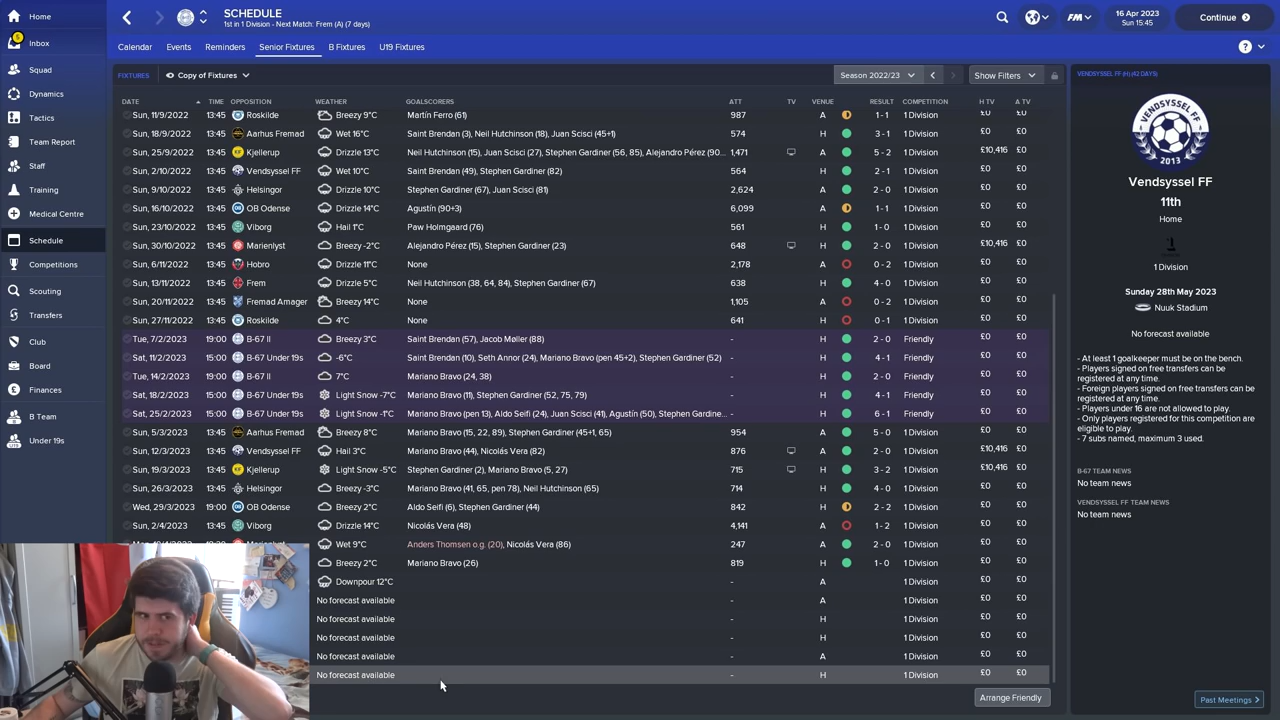 Home
SCHEDULE
1st in 1 Division - Next Match: Frem (A) (7 days)
FM
16 Apr 2023
Sun 15:45
Continue
5
Inbox
Squad
Dynamics
Tactics
Team Report
Staff
Training
Medical Centre
Schedule
Competitions
Scouting
Transfers
Club
Board
Finances
B Team
Under 19s
Calendar Events Reminders Senior Fixtures B Fixtures U19 Fixtures ?
FIXTURES Copy of Fixtures Season 2022/23 Show Filters
DATE TIME OPPOSITION WEATHER GOALSCORERS ATT TV VENUE RESULT COMPETITION H TV A TV
Sun, 11/9/2022 13:45 Roskilde Breezy 9°C Martín Ferro (61) 987 A 1-1 1 Division £0 £0
Sun, 18/9/2022 13:45 Aarhus Fremad Wet 16°C Saint Brendan (3), Neil Hutchinson (18), Juan Scisci (45+1) 574 H 3-1 1 Division £0 £0
Sun, 25/9/2022 13:45 Kjellerup Drizzle 13°C Neil Hutchinson (15), Juan Scisci (27), Stephen Gardiner (56, 85), Alejandro Pérez (90... 1,471 A 5-2 1 Division £10,416 £0
Sun, 2/10/2022 13:45 Vendsyssel FF Wet 10°C Saint Brendan (49), Stephen Gardiner (82) 564 H 2-1 1 Division £0 £0
Sun, 9/10/2022 13:45 Helsingor Drizzle 10°C Stephen Gardiner (67), Juan Scisci (81) 2,624 A 2-0 1 Division £0 £0
Sun, 16/10/2022 13:45 OB Odense Drizzle 14°C Agustín (90+3) 6,099 A 1-1 1 Division £0 £0
Sun, 23/10/2022 13:45 Viborg Hail 1°C Paw Holmgaard (76) 561 H 1-0 1 Division £0 £0
Sun, 30/10/2022 13:45 Marienlyst Breezy -2°C Alejandro Pérez (15), Stephen Gardiner (23) 648 H 2-0 1 Division £10,416 £0
Sun, 6/11/2022 13:45 Hobro Drizzle 11°C None 2,178 A 0-2 1 Division £0 £0
Sun, 13/11/2022 13:45 Frem Drizzle 5°C Neil Hutchinson (38, 64, 84), Stephen Gardiner (67) 638 H 4-0 1 Division £0 £0
Sun, 20/11/2022 13:45 Fremad Amager Breezy 14°C None 1,105 A 0-2 1 Division £0 £0
Sun, 27/11/2022 13:45 Roskilde 4°C None 641 H 0-1 1 Division £0 £0
Tue, 7/2/2023 19:00 B-67 II Breezy 3°C Saint Brendan (57), Jacob Møller (88) - H 2-0 Friendly £0 £0
Sat, 11/2/2023 15:00 B-67 Under 19s -6°C Saint Brendan (10), Seth Annor (24), Mariano Bravo (pen 45+2), Stephen Gardiner (52) - H 4-1 Friendly £0 £0
Tue, 14/2/2023 19:00 B-67 II 7°C Mariano Bravo (24, 38) - H 2-0 Friendly £0 £0
Sat, 18/2/2023 15:00 B-67 Under 19s Light Snow -7°C Mariano Bravo (11), Stephen Gardiner (52, 75, 79) - H 4-1 Friendly £0 £0
Sat, 25/2/2023 15:00 B-67 Under 19s Light Snow -1°C Mariano Bravo (pen 13), Aldo Seifi (24), Juan Scisci (41), Agustín (50), Stephen Gardine... - H 6-1 Friendly £0 £0
Sun, 5/3/2023 13:45 Aarhus Fremad Breezy 8°C Mariano Bravo (15, 22, 89), Stephen Gardiner (45+1, 65) 954 A 5-0 1 Division £0 £0
Sun, 12/3/2023 13:45 Vendsyssel FF Hail 3°C Mariano Bravo (44), Nicolás Vera (82) 876 A 2-0 1 Division £10,416 £0
Sun, 19/3/2023 13:45 Kjellerup Light Snow -5°C Stephen Gardiner (2), Mariano Bravo (5, 27) 715 H 3-2 1 Division £10,416 £0
Sun, 26/3/2023 13:45 Helsingor Breezy -3°C Mariano Bravo (41, 65, pen 78), Neil Hutchinson (65) 714 H 4-0 1 Division £0 £0
Wed, 29/3/2023 19:00 OB Odense Breezy 2°C Aldo Seifi (6), Stephen Gardiner (44) 842 H 2-2 1 Division £0 £0
Sun, 2/4/2023 13:45 Viborg Drizzle 14°C Nicolás Vera (48) 4,141 A 1-2 1 Division £0 £0
Wet 9°C Anders Thomsen o.g. (20), Nicolás Vera (86) 247 A 2-0 1 Division £0 £0
Breezy 2°C Mariano Bravo (26) 819 H 1-0 1 Division £0 £0
Downpour 12°C - A 1 Division £0 £0
No forecast available - A 1 Division £0 £0
No forecast available - H 1 Division £0 £0
No forecast available - H 1 Division £0 £0
No forecast available - A 1 Division £0 £0
No forecast available - H 1 Division £0 £0
Arrange Friendly
VENDSYSSEL FF (H) (42 DAYS)
VENDSYSSEL FF
2013
Vendsyssel FF
11th
Home
1 Division
Sunday 28th May 2023
Nuuk Stadium
No forecast available
- At least 1 goalkeeper must be on the bench.
- Players signed on free transfers can be
registered at any time.
- Foreign players signed on free transfers can be
registered at any time.
- Players under 16 are not allowed to play.
- Only players registered for this competition are
eligible to play.
- 7 subs named, maximum 3 used.
B-67 TEAM NEWS
No team news
VENDSYSSEL FF TEAM NEWS
No team news
Past Meetings